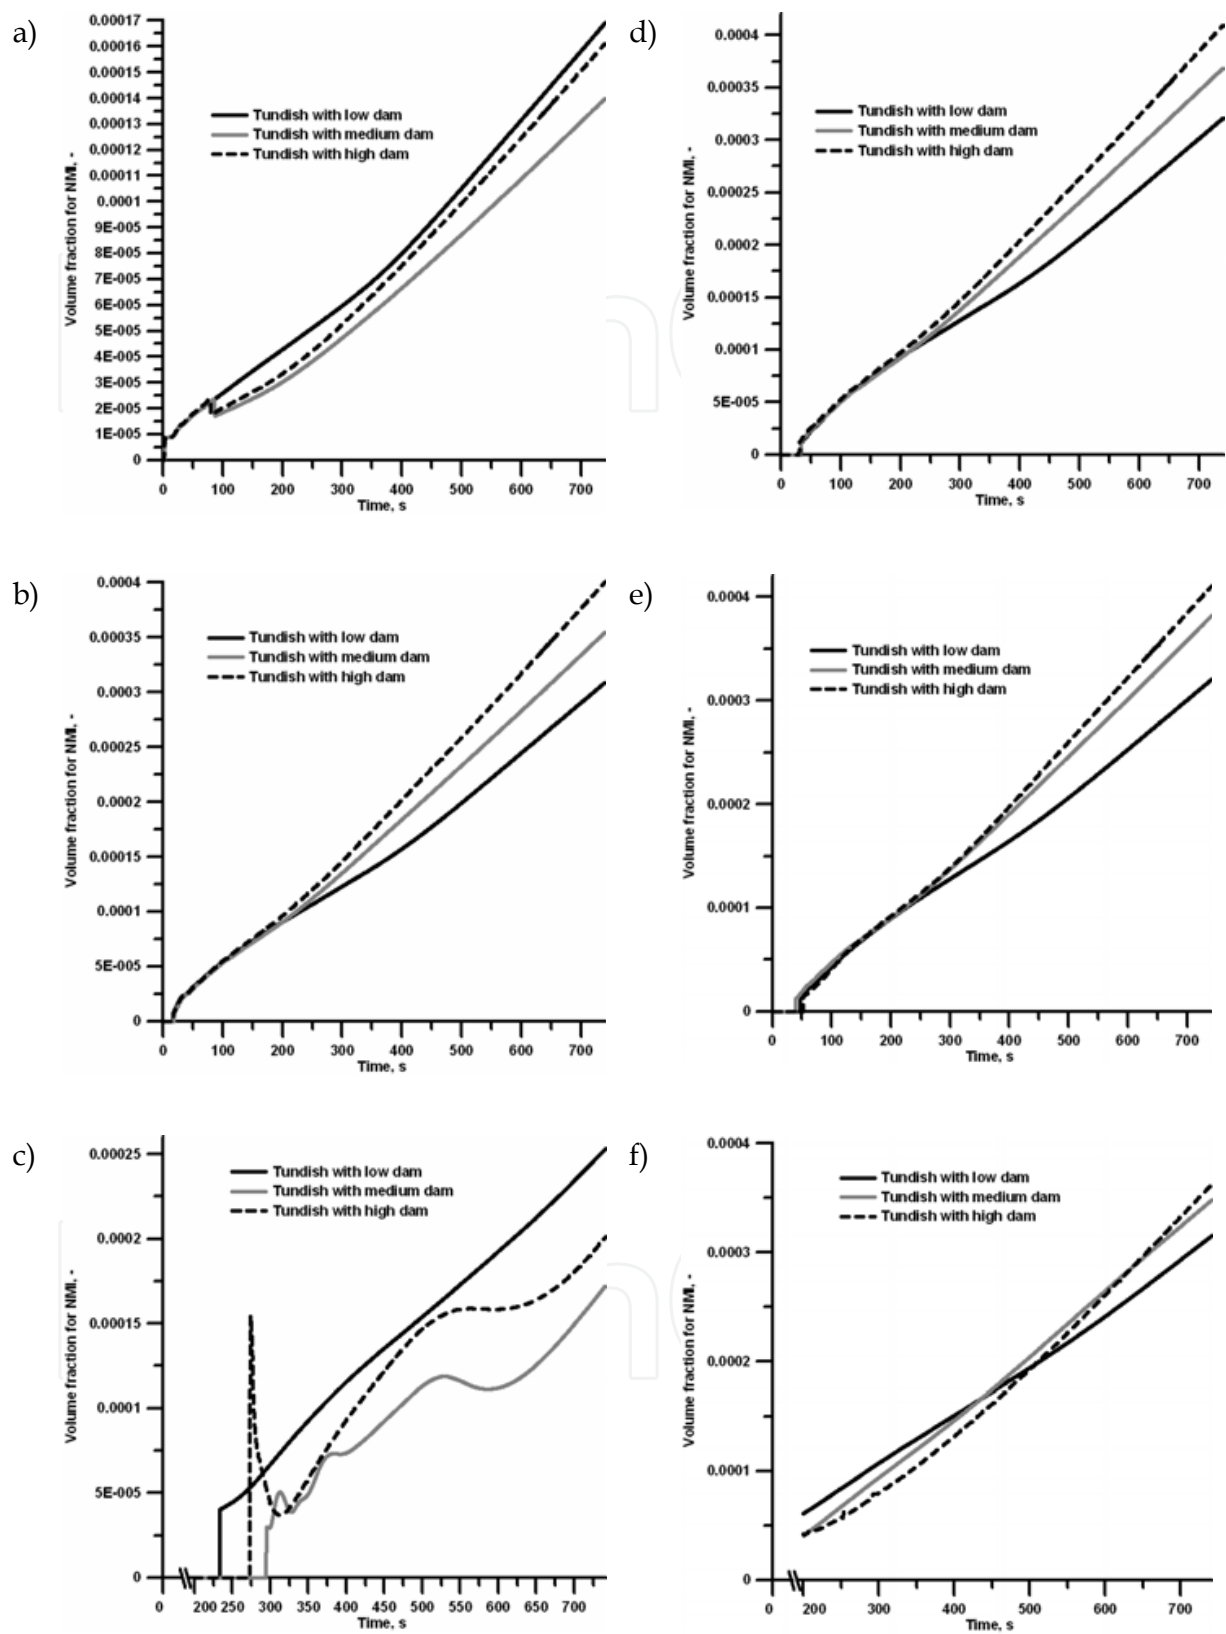 a)
0.00017
0.00016
0.00015
0.00014
0.00013
0.00012
0.00011
0.0001
9E-005
8E-005
7E-005
6E-005
5E-005
4E-005
3E-005
2E-005
1E-005
0
Volume fraction for NMI, -
Tundish with low dam
Tundish with medium dam
Tundish with high dam
0 100 200 300 400 500 600 700
Time, s
d)
0.0004
0.00035
0.0003
0.00025
0.0002
0.00015
0.0001
5E-005
0
Volume fraction for NMI, -
Tundish with low dam
Tundish with medium dam
Tundish with high dam
0 100 200 300 400 500 600 700
Time, s
b)
0.0004
0.00035
0.0003
0.00025
0.0002
0.00015
0.0001
5E-005
0
Volume fraction for NMI, -
Tundish with low dam
Tundish with medium dam
Tundish with high dam
0 100 200 300 400 500 600 700
Time, s
e)
0.0004
0.0003
0.0002
0.0001
0
Volume fraction for NMI, -
Tundish with low dam
Tundish with medium dam
Tundish with high dam
0 100 200 300 400 500 600 700
Time, s
c)
0.00025
0.0002
0.00015
0.0001
5E-005
0
Volume fraction for NMI, -
Tundish with low dam
Tundish with medium dam
Tundish with high dam
0 200 250 300 350 400 450 500 550 600 650 700
Time, s
f)
0.0004
0.0003
0.0002
0.0001
0
Volume fraction for NMI, -
Tundish with low dam
Tundish with medium dam
Tundish with high dam
0 200 300 400 500 600 700
Time, s